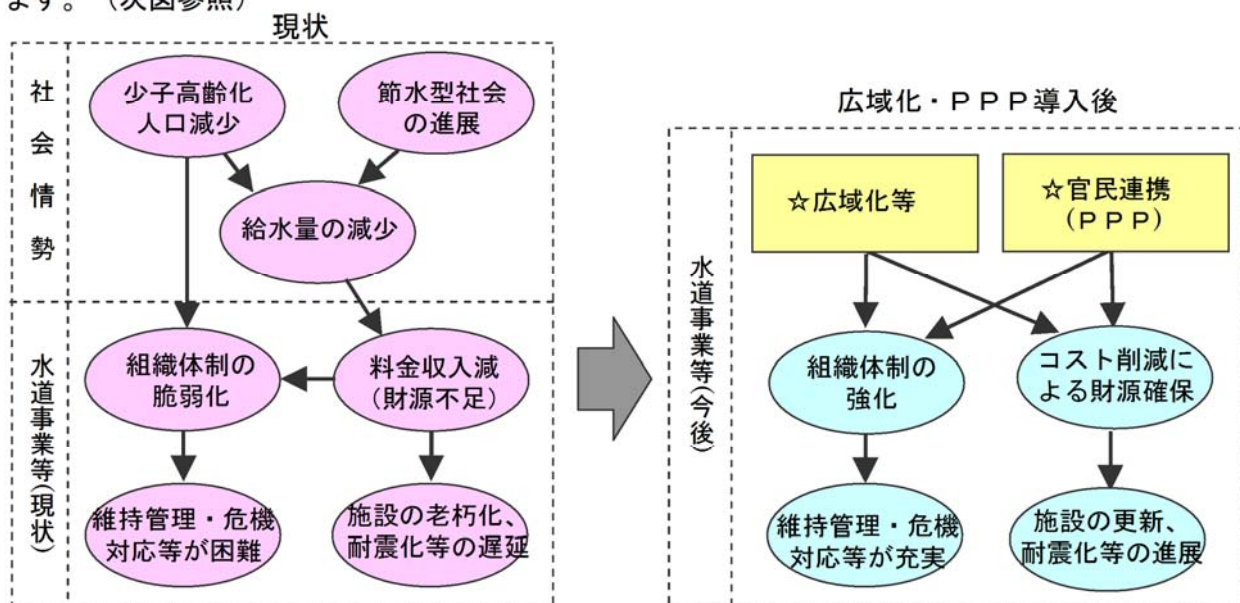 ます。（次図参照）
現状
社会情勢
少子高齢化
人口減少
節水型社会
の進展
給水量の減少
水道事業等(現状)
組織体制の
脆弱化
料金収入減
（財源不足）
維持管理・危機
対応等が困難
施設の老朽化、
耐震化等の遅延
広域化・ＰＰＰ導入後
水道事業等(今後)
☆広域化等
☆官民連携
（ＰＰＰ）
組織体制の
強化
コスト削減に
よる財源確保
維持管理・危機
対応等が充実
施設の更新、
耐震化等の進展